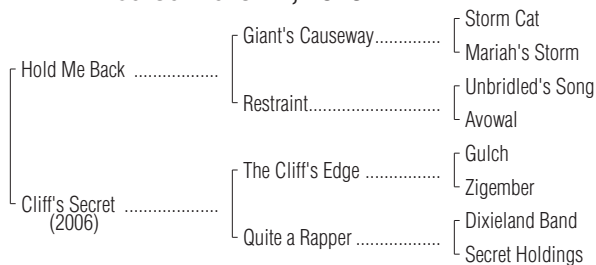 Storm Cat
Giant's Causeway..............
Mariah's Storm
Hold Me Back ..................
Unbridled's Song
Restraint............................
Avowal
Gulch
The Cliff's Edge ................
Zigember
Cliff's Secret ....................
(2006)
Dixieland Band
Quite a Rapper ..................
Secret Holdings